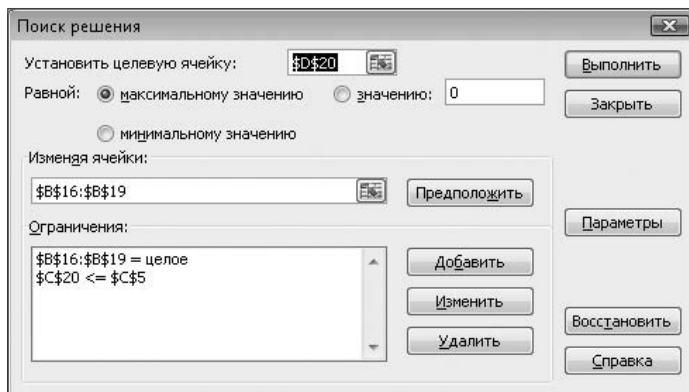 Поиск решения
Установить целевую ячейку: $D$20
Выполнить
Равной: максимальному значению значению: 0
Закрыть
минимальному значению
Изменяя ячейки:
$B$16:$B$19
Предположить
Ограничения:
Параметры
$B$16:$B$19 = целое
$C$20 <= $C$5
Добавить
Изменить
Удалить
Восстановить
Справка